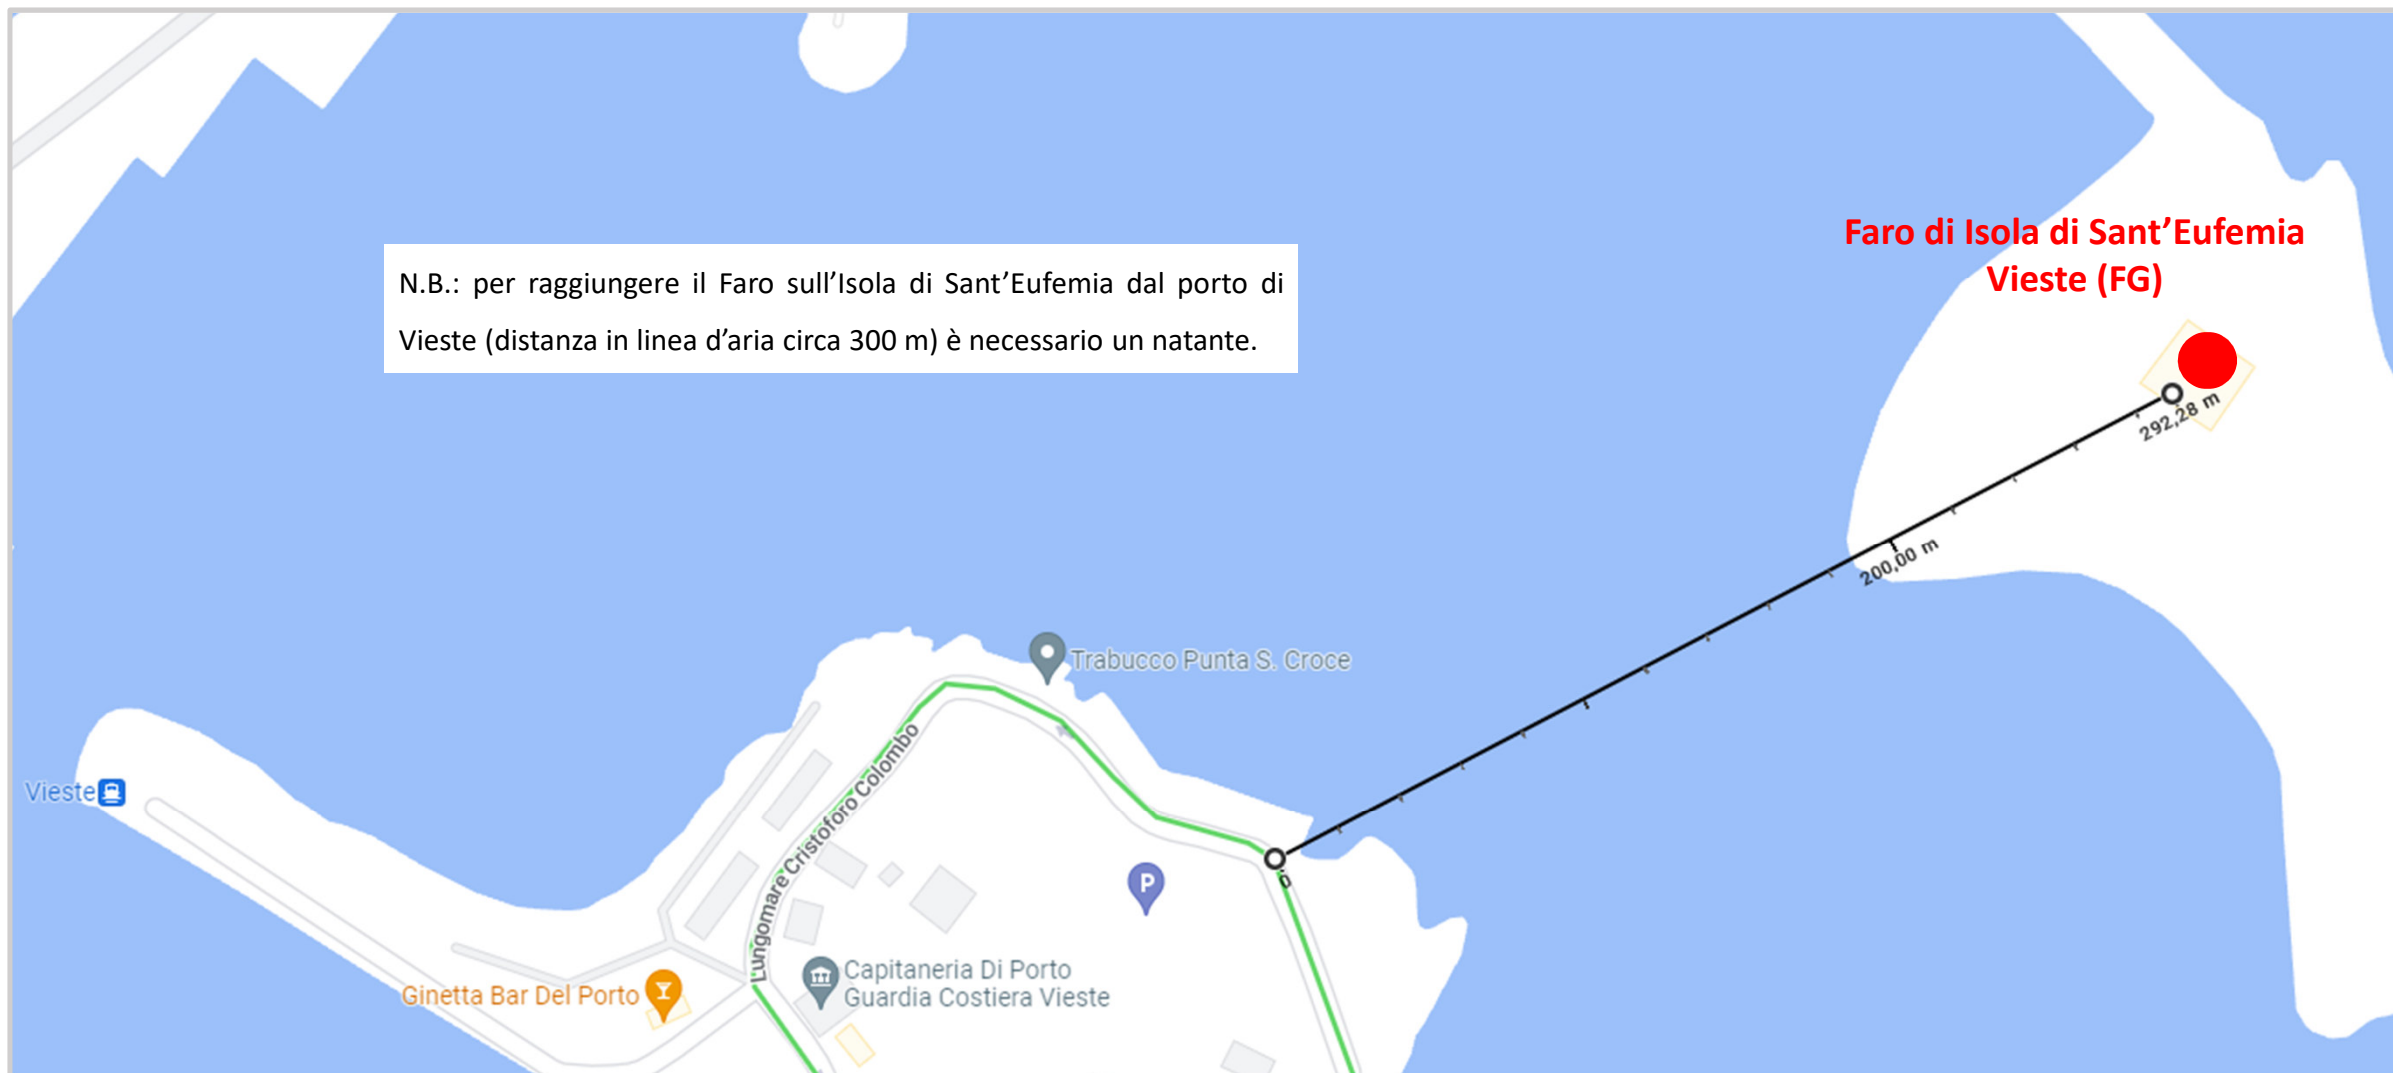 Faro di Isola di Sant’Eufemia
Vieste (FG)
N.B.: per raggiungere il Faro sull’Isola di Sant’Eufemia dal porto di
Vieste (distanza in linea d’aria circa 300 m) è necessario un natante.
292,28 m
200,00 m
Trabucco Punta S. Croce
Lungomare Cristoforo Colombo
Vieste
0
P
Capitaneria Di Porto
Guardia Costiera Vieste
Ginetta Bar Del Porto